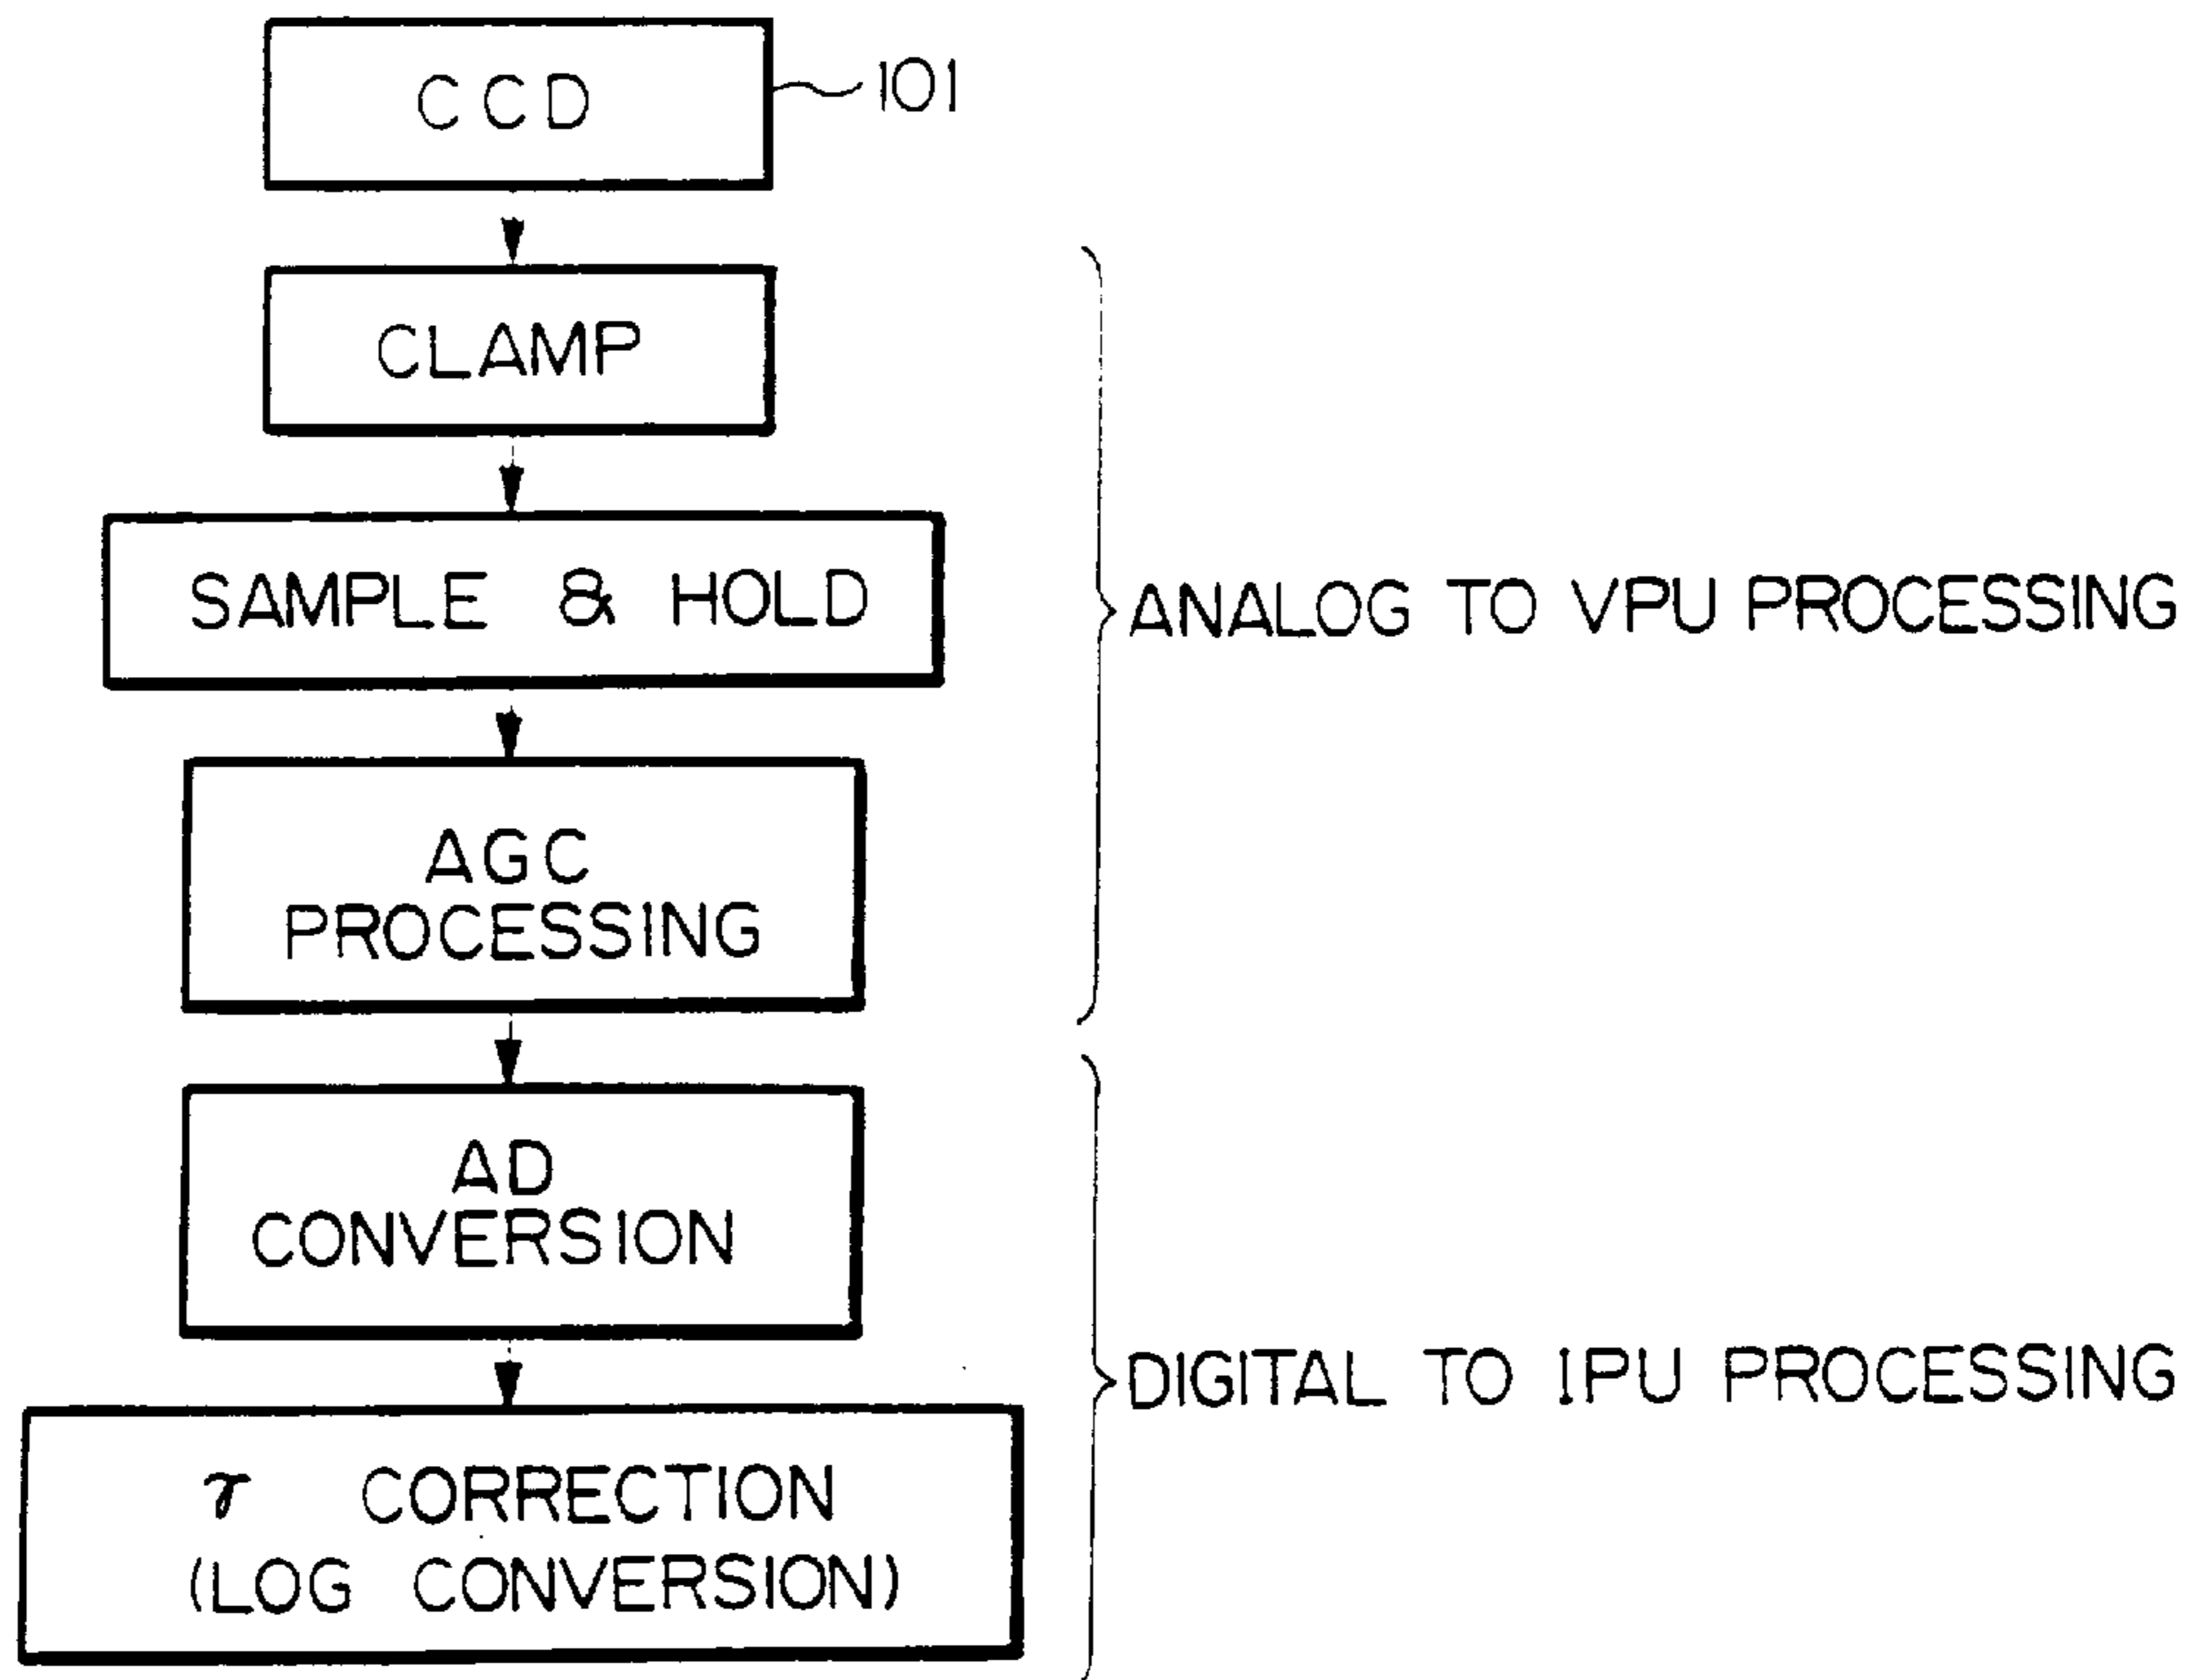 CCD
101
CLAMP
SAMPLE & HOLD
ANALOG TO VPU PROCESSING
AGC
PROCESSING
AD
CONVERSION
DIGITAL TO IPU PROCESSING
γ CORRECTION
(LOG CONVERSION)